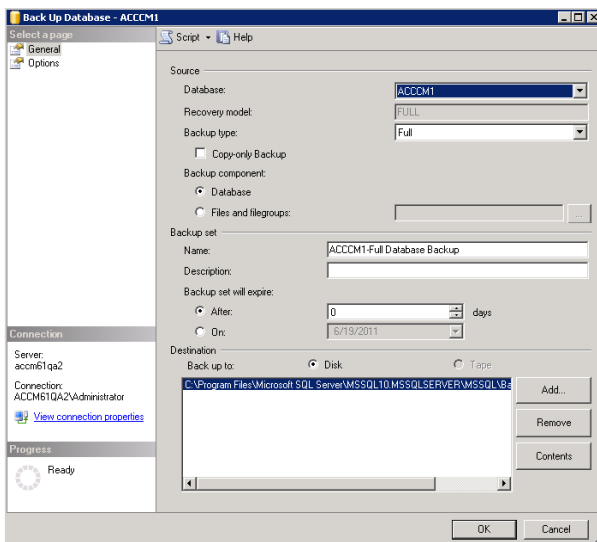 Back Up Database - ACCCM1
Select a page
General
Options
Script
Help
Source
Database:
ACCCM1
Recovery model:
FULL
Backup type:
Full
Copy-only Backup
Backup component:
Database
Files and filegroups:
...
Backup set
Name:
ACCCM1-Full Database Backup
Description:
Backup set will expire:
After:
0
days
On:
6/19/2011
Destination
Back up to:
Disk
Tape
C:\Program Files\Microsoft SQL Server\MSSQL10.MSSQLSERVER\MSSQL\Ba
Add...
Remove
Contents
Connection
Server:
accm61qa2
Connection:
ACCM61QA2\Administrator
View connection properties
Progress
Ready
OK
Cancel